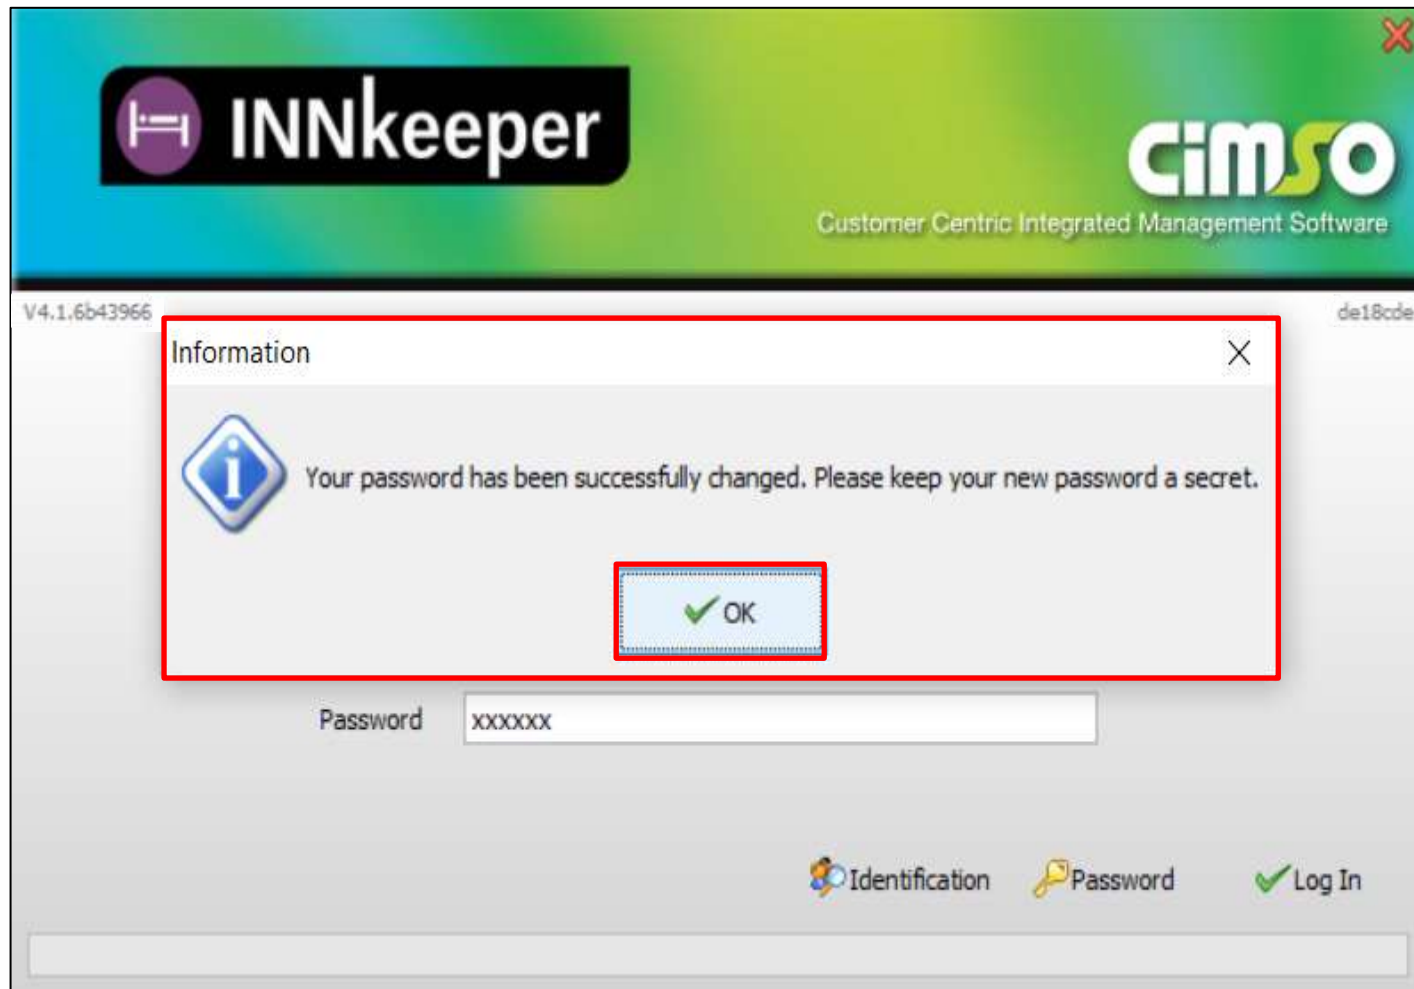 INNkeeper
CiMSO
Customer Centric Integrated Management Software
V4.1.6b43966
de18cde
Information
Your password has been successfully changed. Please keep your new password a secret.
OK
Password xxxxxx
Identification Password Log In